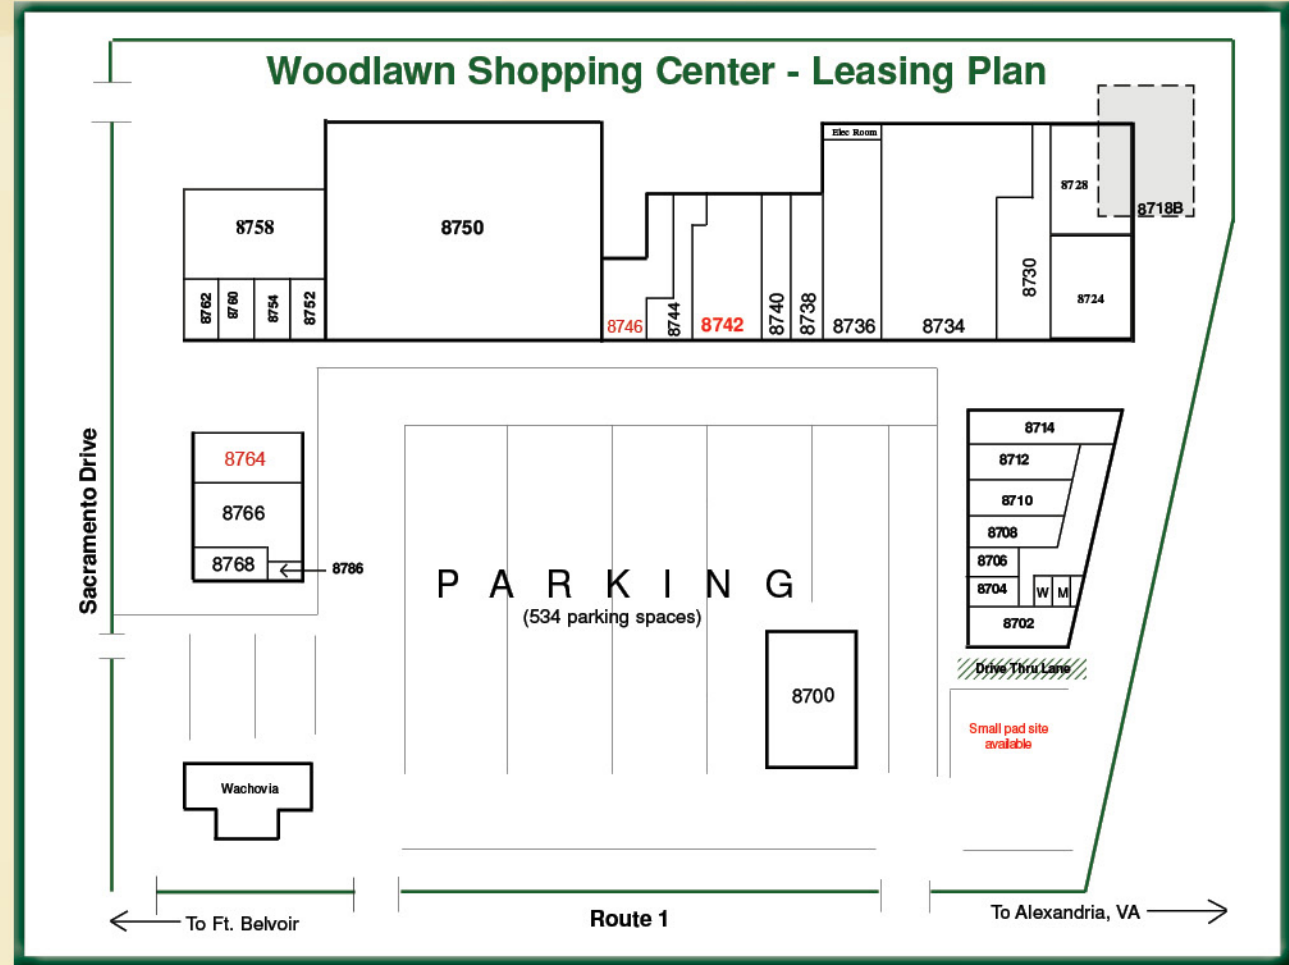 Woodlawn Shopping Center - Leasing Plan
Elec Room
8758
8750
8728
8718B
8762
8760
8754
8752
8746
8744
8742
8740
8738
8736
8734
8730
8724
Sacramento Drive
8764
8766
8768
8786
8714
8712
8710
8708
8706
8704
W
M
8702
PARKING
(534 parking spaces)
8700
Drive Thru Lane
Small pad site
available
Wachovia
To Ft. Belvoir
Route 1
To Alexandria, VA